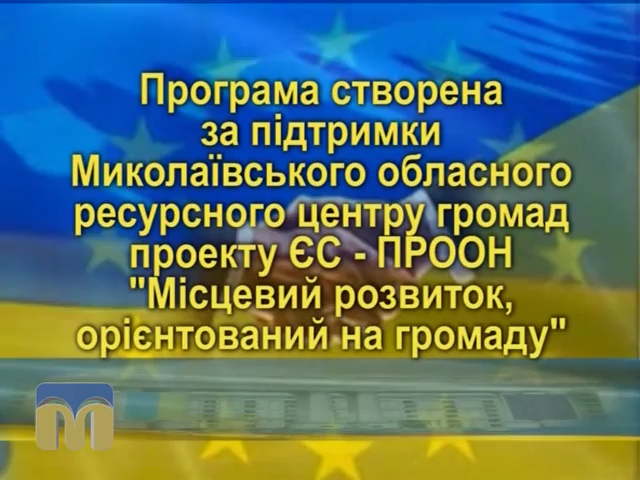 Програма створена
за підтримки
Миколаївського обласного
ресурсного центру громад
проекту ЄС - ПРООН
"Місцевий розвиток,
орієнтований на громаду"
М